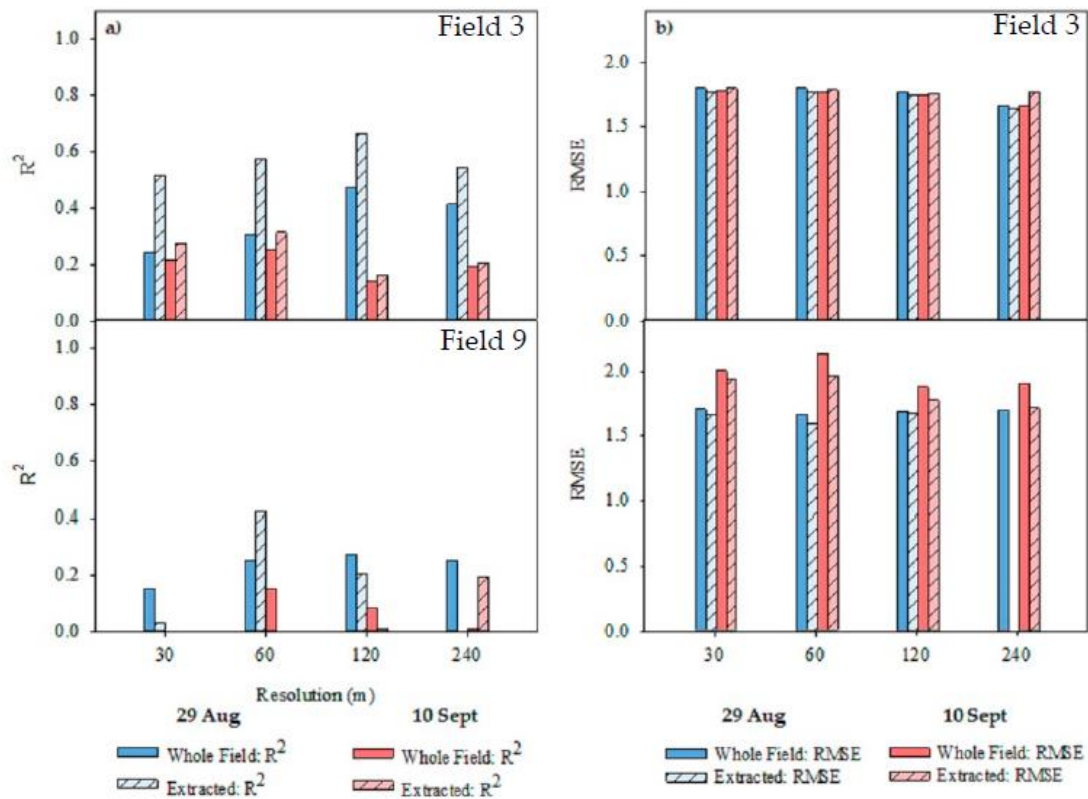 a) Field 3
1.0
0.8
0.6
0.4
0.2
0.0
R²
Field 9
1.0
0.8
0.6
0.4
0.2
0.0
R²
30 60 120 240
Resolution (m)
29 Aug 10 Sept
Whole Field: R² Whole Field: R²
Extracted: R² Extracted: R²
b) Field 3
2.0
1.5
1.0
0.5
0.0
RMSE
2.0
1.5
1.0
0.5
0.0
RMSE
30 60 120 240
29 Aug 10 Sept
Whole Field: RMSE Whole Field: RMSE
Extracted: RMSE Extracted: RMSE